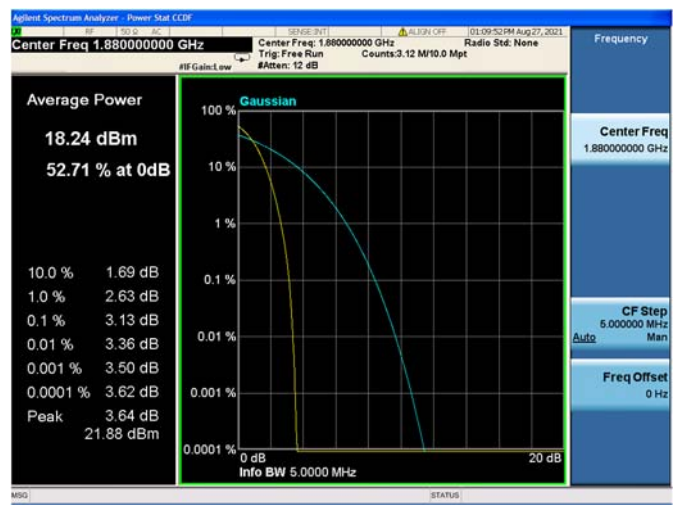 Agilent Spectrum Analyzer - Power Stat CCDF
RF 50 Ω AC SENSE:INT ALIGN OFF 01:09:52PM Aug 27, 2021
Center Freq 1.880000000 GHz
Center Freq: 1.880000000 GHz Radio Std: None
Trig: Free Run Counts:3.12 M/10.0 Mpt
#IFGain:Low #Atten: 12 dB
Frequency
Average Power
18.24 dBm
52.71 % at 0dB
10.0 % 1.69 dB
1.0 % 2.63 dB
0.1 % 3.13 dB
0.01 % 3.36 dB
0.001 % 3.50 dB
0.0001 % 3.62 dB
Peak 3.64 dB
21.88 dBm
Gaussian
100 %
10 %
1 %
0.1 %
0.01 %
0.001 %
0.0001 %
0 dB 20 dB
Info BW 5.0000 MHz
Center Freq
1.880000000 GHz
CF Step
5.000000 MHz
Auto Man
Freq Offset
0 Hz
MSG STATUS